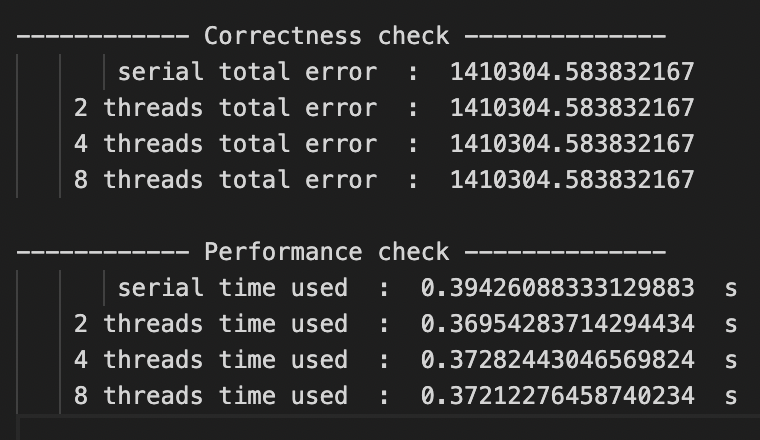 ------------ Correctness check --------------
serial total error : 1410304.583832167
2 threads total error : 1410304.583832167
4 threads total error : 1410304.583832167
8 threads total error : 1410304.583832167
------------ Performance check --------------
serial time used : 0.39426088333129883 s
2 threads time used : 0.36954283714294434 s
4 threads time used : 0.37282443046569824 s
8 threads time used : 0.37212276458740234 s